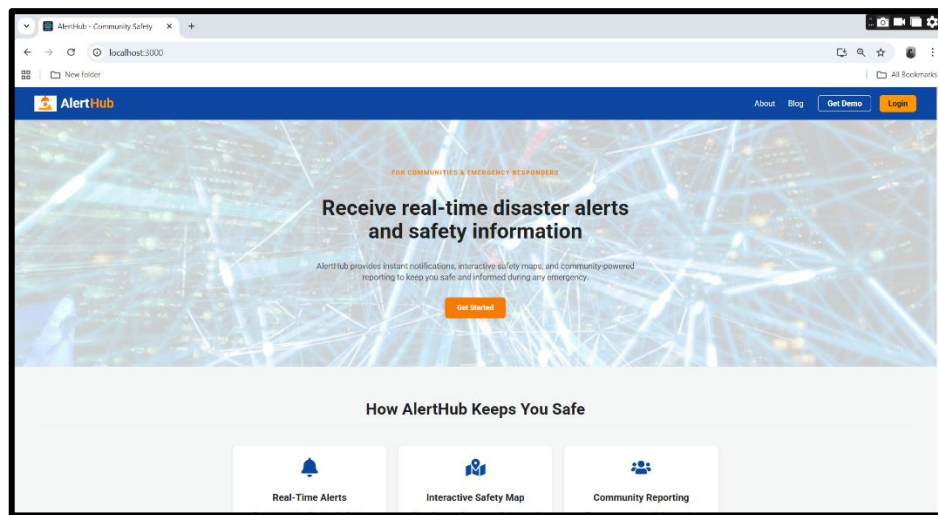 AlertHub - Community Safety
localhost:3000
New folder
All Bookmarks
AlertHub
About
Blog
Get Demo
Login
FOR COMMUNITIES & EMERGENCY RESPONDERS
Receive real-time disaster alerts
and safety information
AlertHub provides instant notifications, interactive safety maps, and community-powered
reporting to keep you safe and informed during any emergency.
Get Started
How AlertHub Keeps You Safe
Real-Time Alerts
Interactive Safety Map
Community Reporting